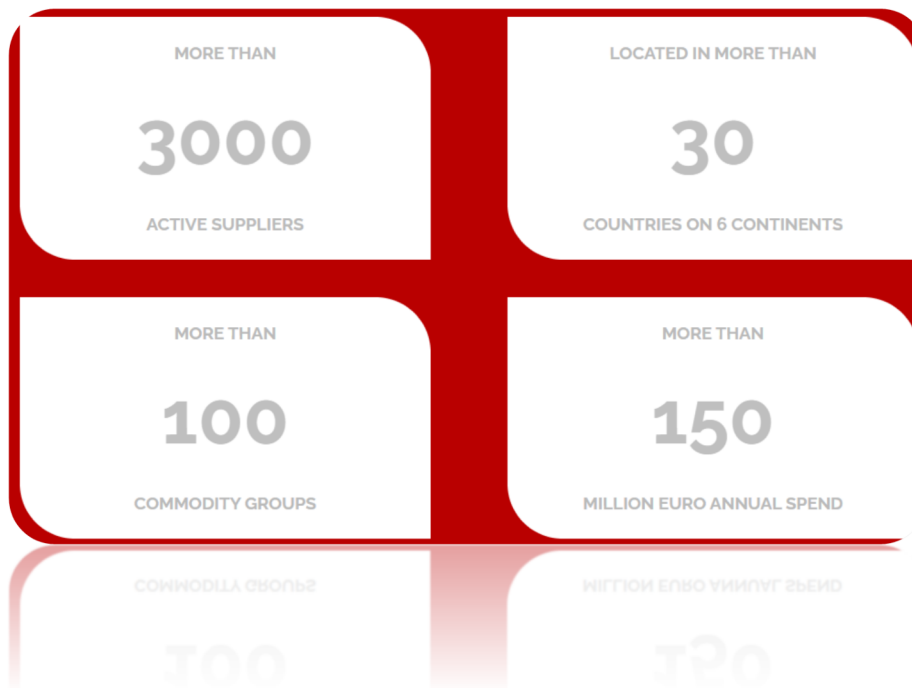 MORE THAN
3000
ACTIVE SUPPLIERS
LOCATED IN MORE THAN
30
COUNTRIES ON 6 CONTINENTS
MORE THAN
100
COMMODITY GROUPS
MORE THAN
150
MILLION EURO ANNUAL SPEND